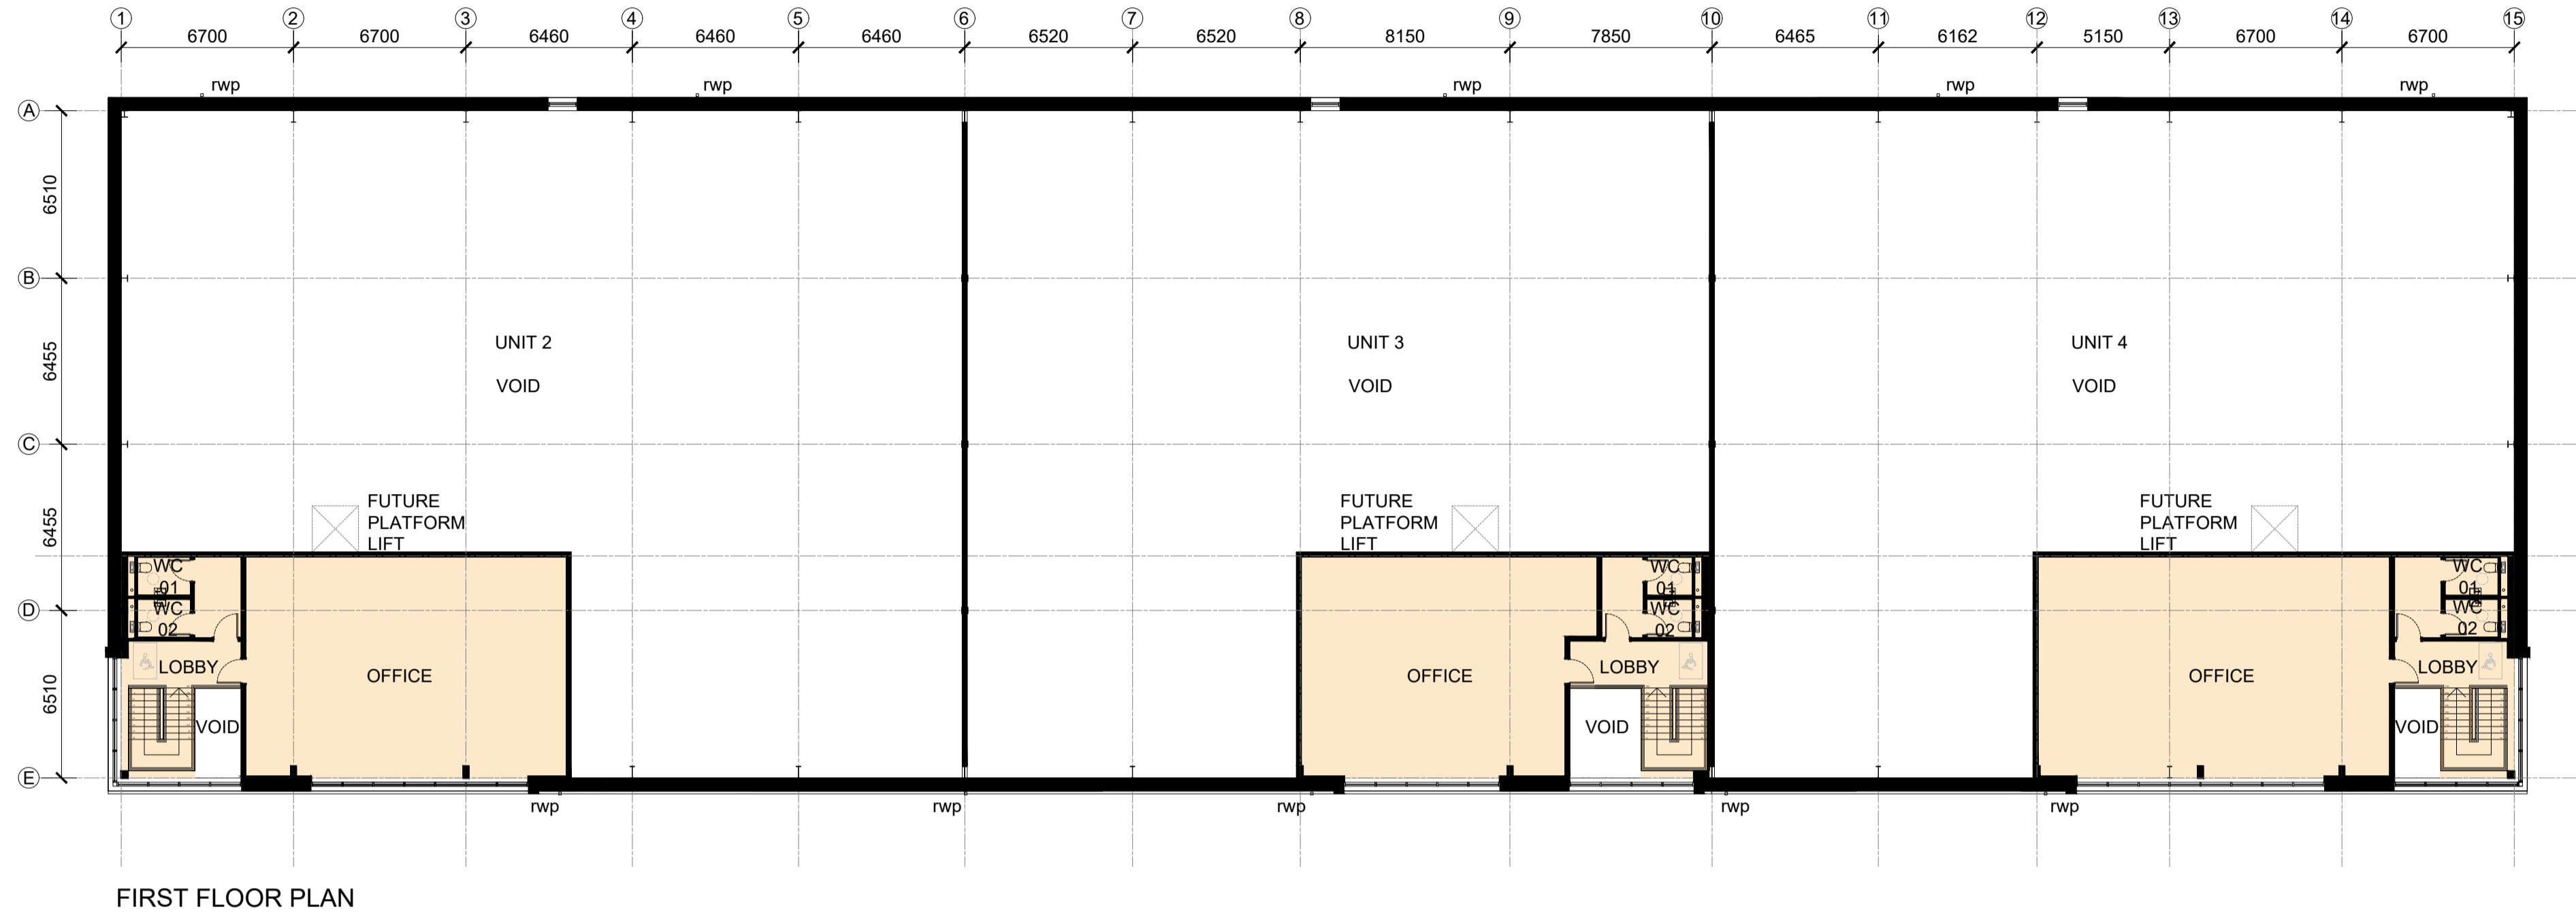 1 2 3 4 5 6 7 8 9 10 11 12 13 14 15
6700 6700 6460 6460 6460 6520 6520 8150 7850 6465 6162 5150 6700 6700
rwp rwp rwp rwp rwp
A
6510
B
UNIT 2 UNIT 3 UNIT 4
6455
VOID VOID VOID
C
FUTURE FUTURE FUTURE
6455
PLATFORM PLATFORM PLATFORM
LIFT LIFT LIFT
WC WC WC
01 01 01
WC WC WC
D
02 02 02
LOBBY OFFICE OFFICE LOBBY OFFICE LOBBY
6510
VOID VOID VOID
E
rwp rwp rwp rwp rwp
FIRST FLOOR PLAN